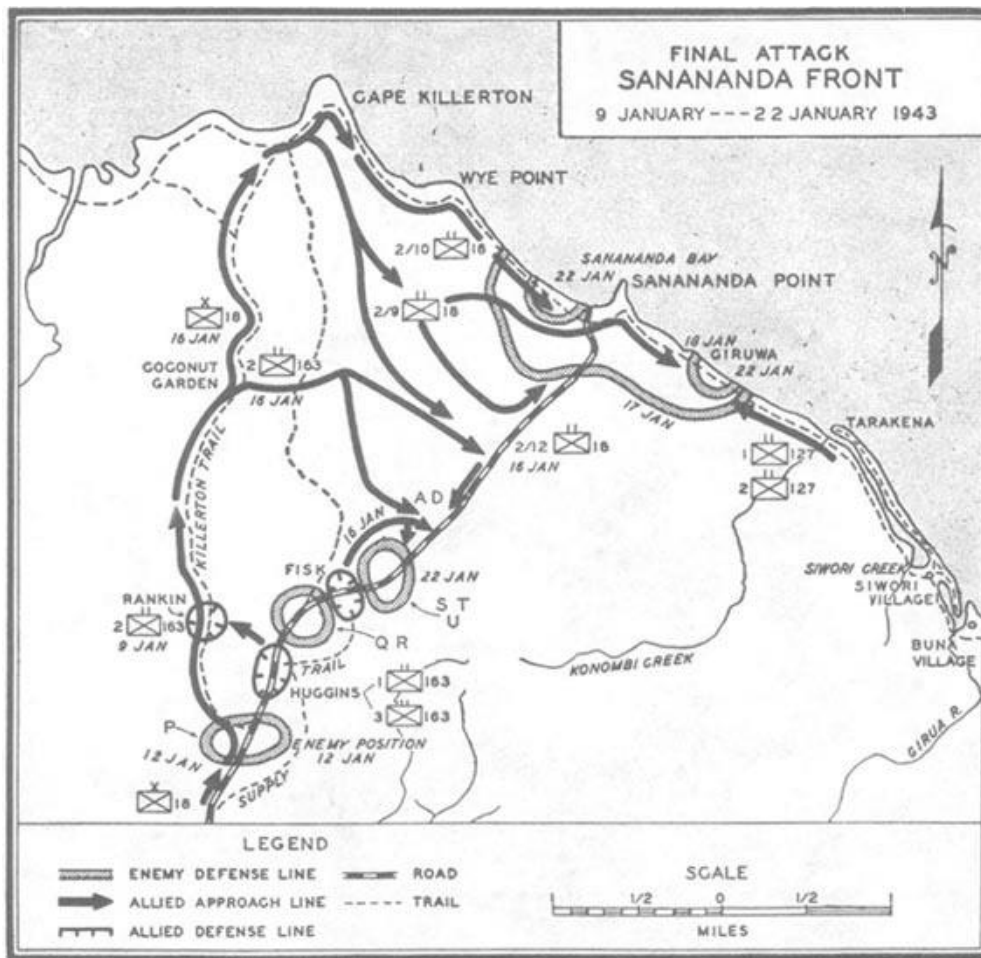 FINAL ATTACK
SANANANDA FRONT
9 JANUARY---22 JANUARY 1943
CAPE KILLERTON
WYE POINT
2/10 18
SANANANDA BAY
22 JAN
SANANANDA POINT
2/9 18
X
18
16 JAN
2 163
COCONUT
GARDEN
16 JAN
18 JAN
GIRUWA
22 JAN
17 JAN
TARAKENA
2/12 18
16 JAN
1 127
2 127
KILLERTON TRAIL
AD
16 JAN
FISK
22 JAN
S T
U
SIWORI CREEK
SIWORI
VILLAGE
RANKIN
2 163
9 JAN
Q R
BUNA
VILLAGE
TRAIL
HUGGINS
1 163
3 163
KONOMBI CREEK
P
12 JAN
ENEMY POSITION
12 JAN
GIRUA R.
X
18
SUPPLY
N
LEGEND
ENEMY DEFENSE LINE
ROAD
ALLIED APPROACH LINE
TRAIL
ALLIED DEFENSE LINE
SCALE
1 1/2 0 1/2 1
MILES